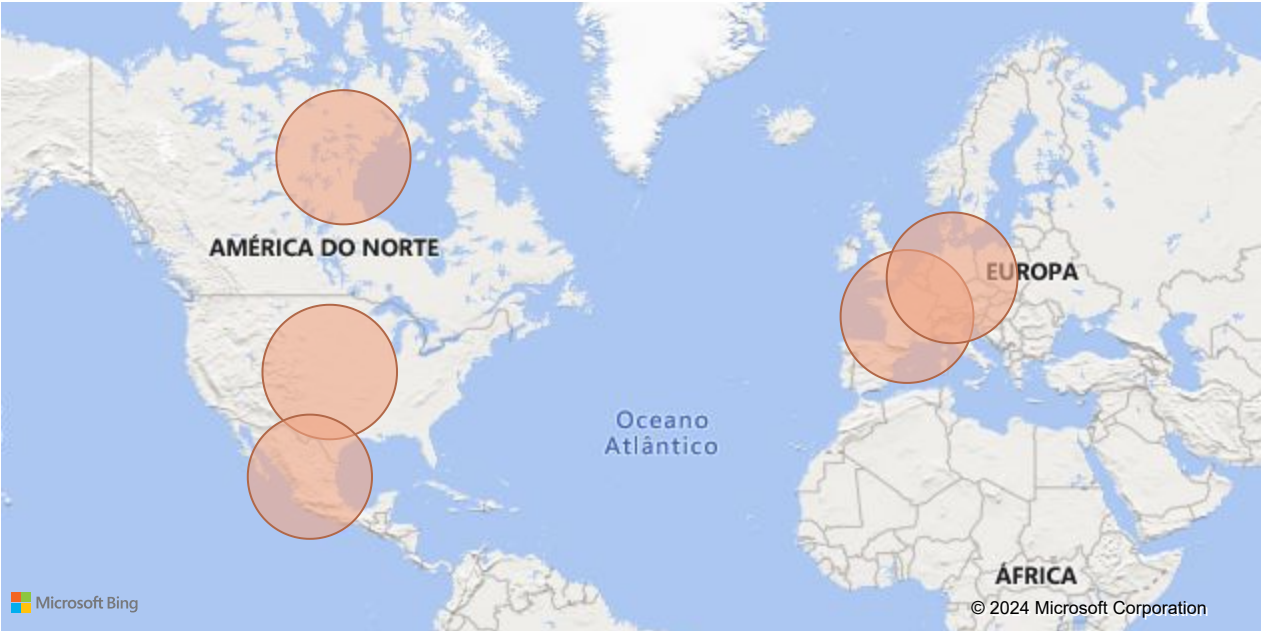 AMÉRICA DO NORTE
EUROPA
Oceano
Atlântico
ÁFRICA
Microsoft Bing
© 2024 Microsoft Corporation